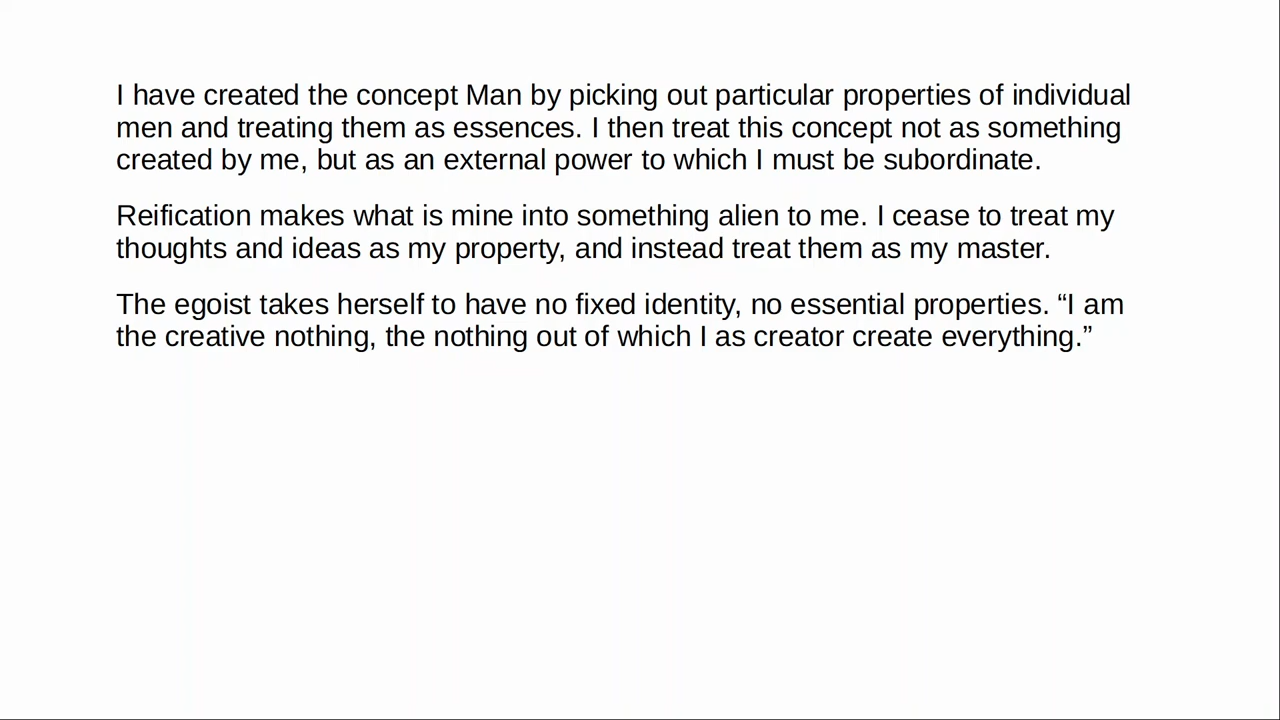 I have created the concept Man by picking out particular properties of individual
men and treating them as essences. I then treat this concept not as something
created by me, but as an external power to which I must be subordinate.
Reification makes what is mine into something alien to me. I cease to treat my
thoughts and ideas as my property, and instead treat them as my master.
The egoist takes herself to have no fixed identity, no essential properties. “I am
the creative nothing, the nothing out of which I as creator create everything.”